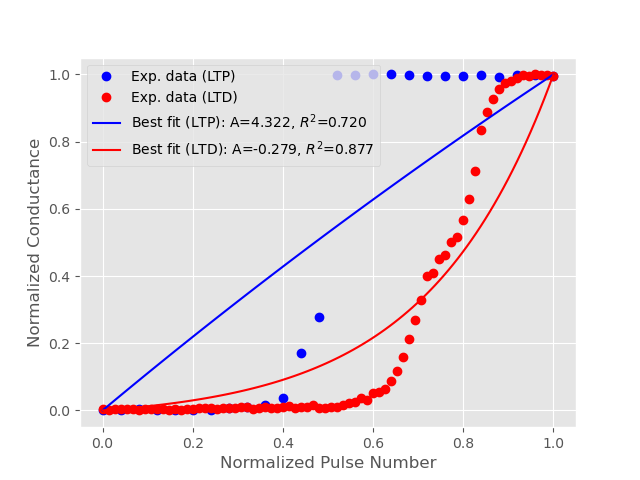 Exp. data (LTP)
Exp. data (LTD)
Best fit (LTP): A=4.322, $R^2$=0.720
Best fit (LTD): A=-0.279, $R^2$=0.877
1.0
0.8
0.6
0.4
0.2
0.0
Normalized Conductance
0.0 0.2 0.4 0.6 0.8 1.0
Normalized Pulse Number